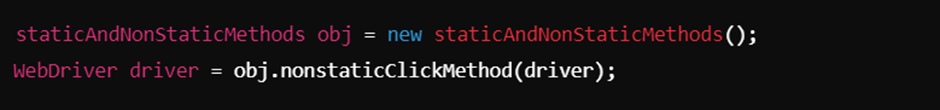 staticAndNonStaticMethods obj = new staticAndNonStaticMethods();
WebDriver driver = obj.nonstaticClickMethod(driver);